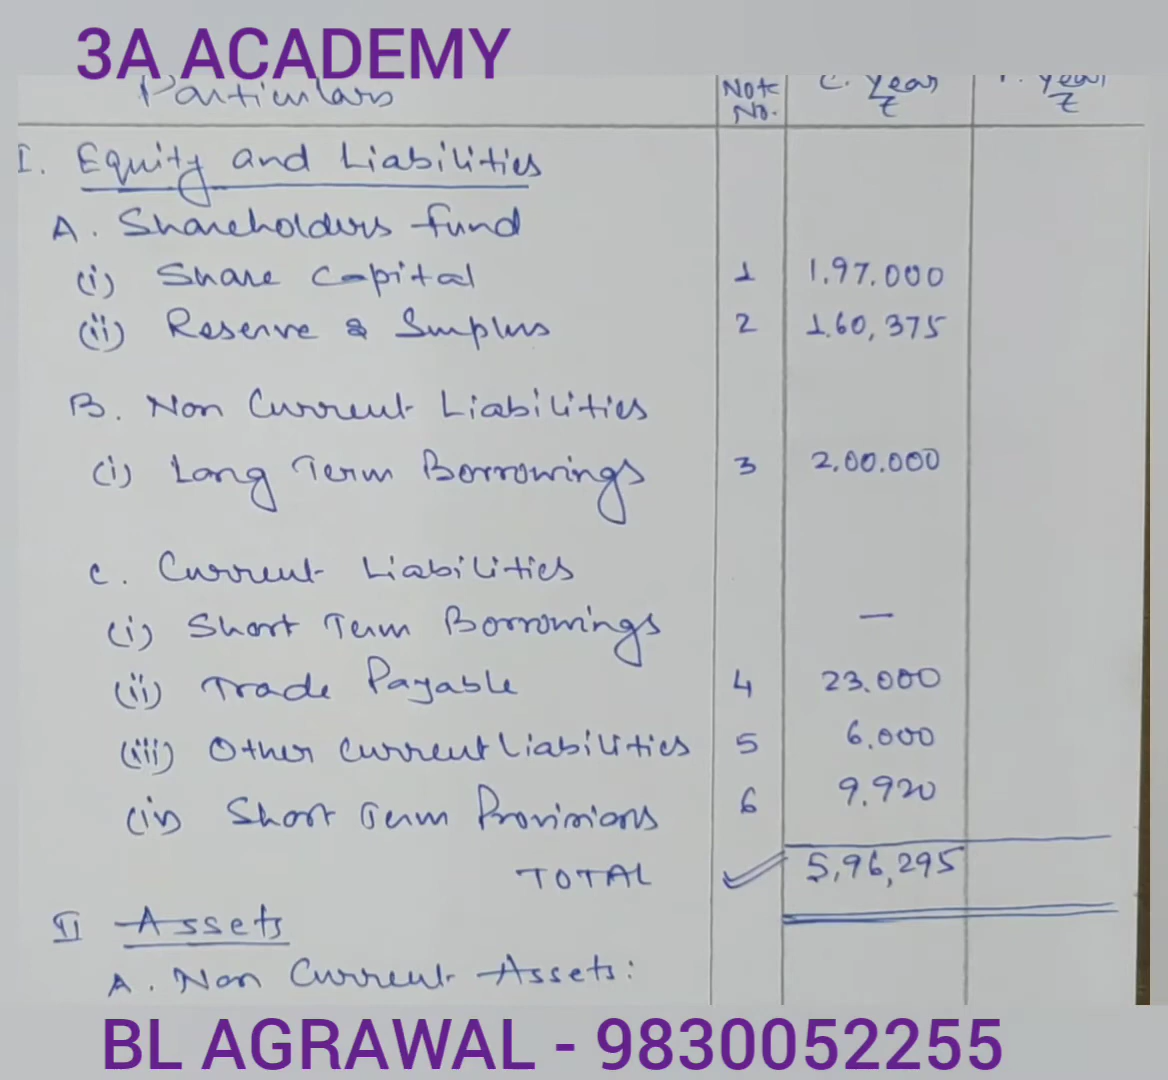 3A ACADEMY
Particulars Note No. C. Year ₹ P. Year ₹
I. Equity and Liabilities
A. Shareholders fund
(i) Share Capital 1 1,97,000
(ii) Reserve & Surplus 2 1,60,375
B. Non Current Liabilities
(i) Long Term Borrowings 3 2,00,000
C. Current Liabilities
(i) Short Term Borrowings —
(ii) Trade Payable 4 23,000
(iii) Other Current Liabilities 5 6,000
(iv) Short Term Provisions 6 9,920
TOTAL ✓ 5,96,295
II Assets
A. Non Current Assets:
BL AGRAWAL - 9830052255